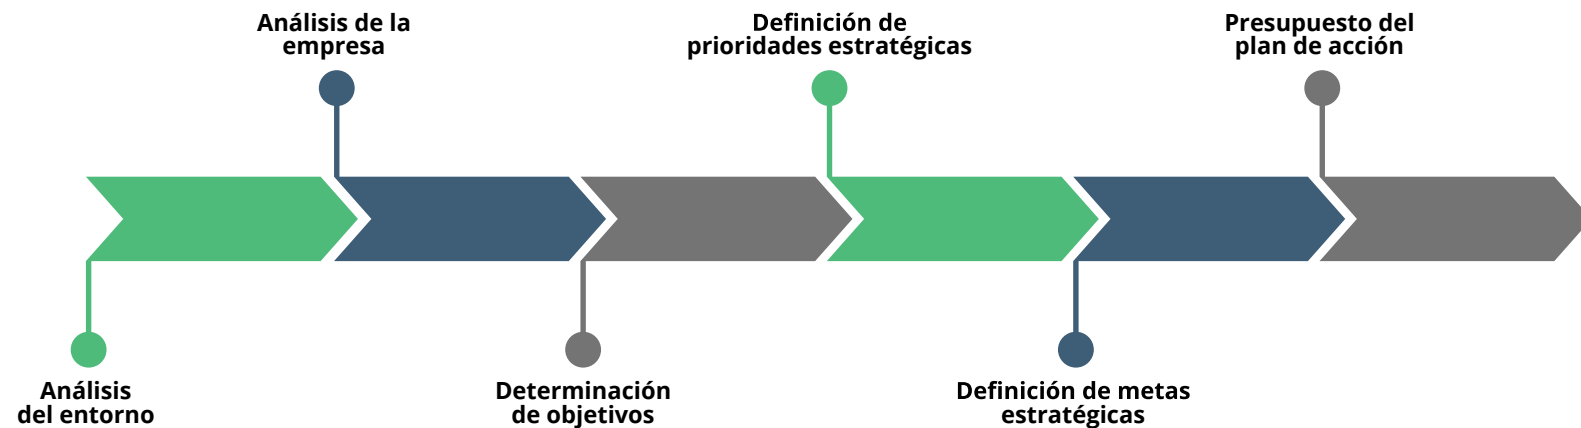 Análisis de la
empresa
Definición de
prioridades estratégicas
Presupuesto del
plan de acción
Análisis
del entorno
Determinación
de objetivos
Definición de metas
estratégicas